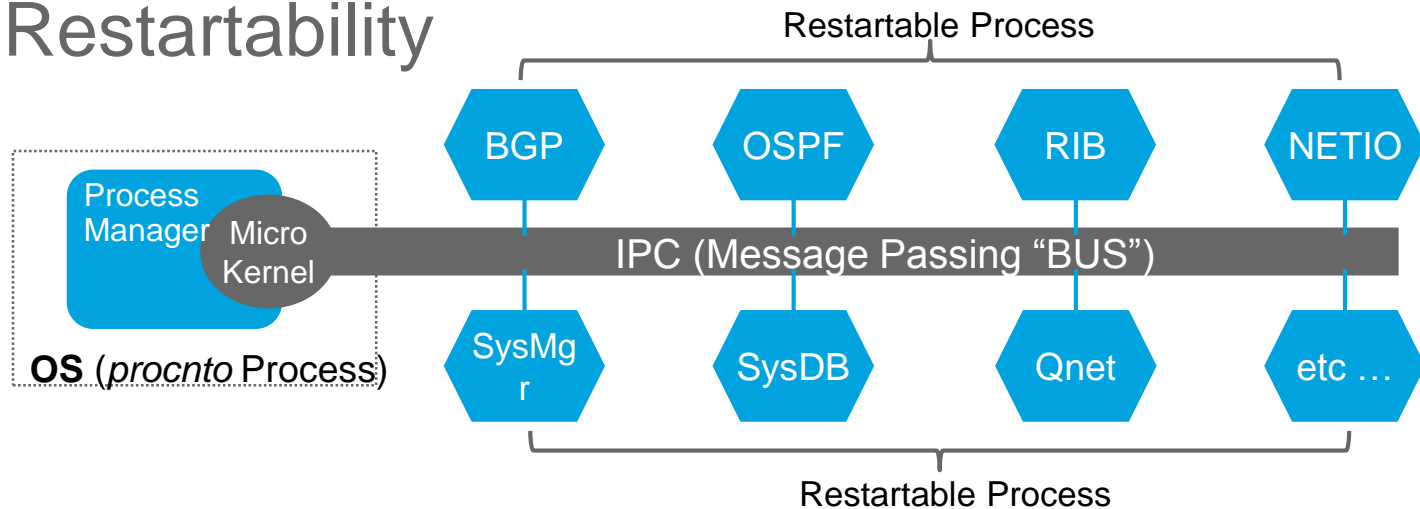 Restartability
Restartable Process
BGP
OSPF
RIB
NETIO
Process
Manager
Micro
Kernel
IPC (Message Passing “BUS”)
OS (procnto Process)
SysMg
r
SysDB
Qnet
etc …
Restartable Process